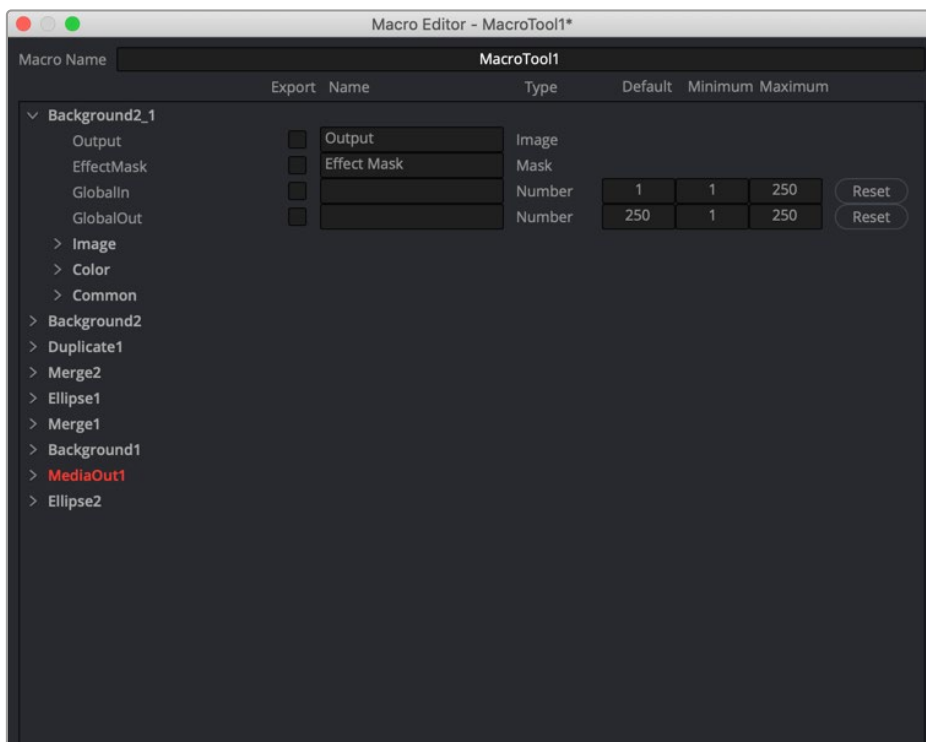 Macro Editor - MacroTool1*
Macro Name MacroTool1
Export Name Type Default Minimum Maximum
Background2_1
Output Output Image
EffectMask Effect Mask Mask
GlobalIn Number 1 1 250 Reset
GlobalOut Number 250 1 250 Reset
Image
Color
Common
Background2
Duplicate1
Merge2
Ellipse1
Merge1
Background1
MediaOut1
Ellipse2